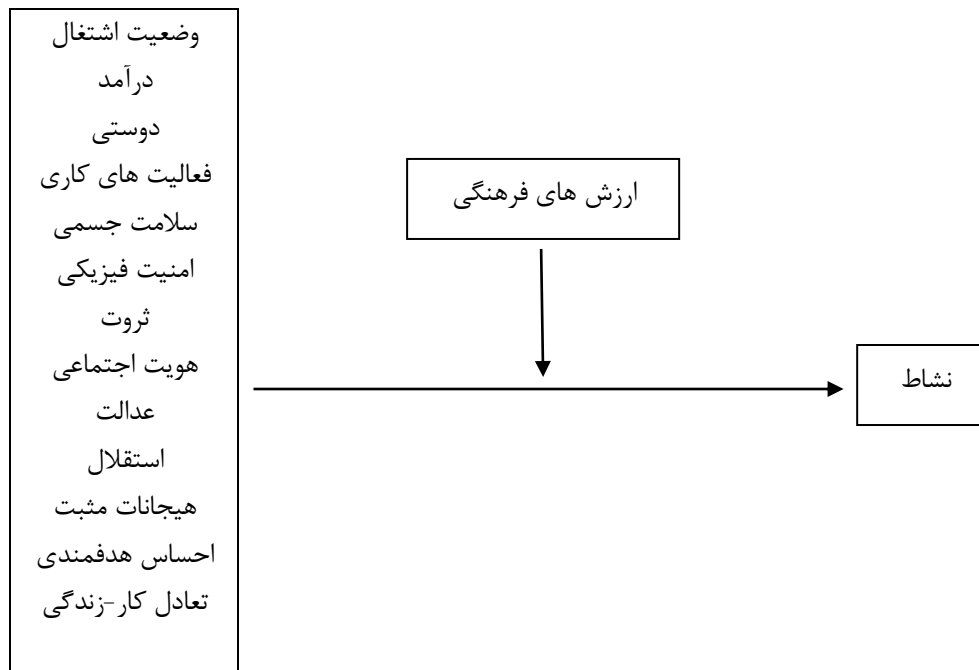 وضعیت اشتغال
درآمد
دوستی
فعالیت های کاری
سلامت جسمی
امنیت فیزیکی
ثروت
هویت اجتماعی
عدالت
استقلال
هیجانات مثبت
احساس هدفمندی
تعادل کار-زندگی
ارزش های فرهنگی
نشاط